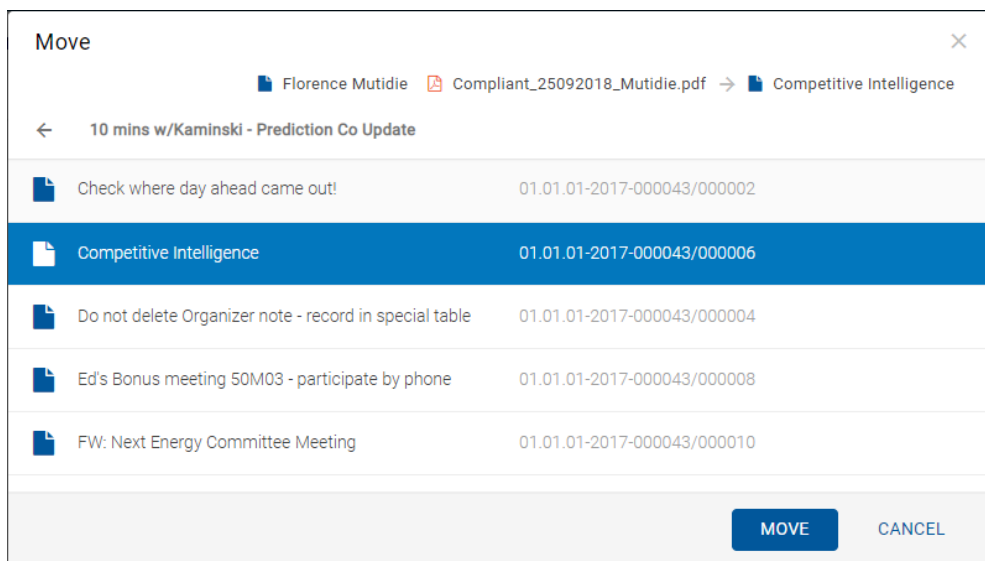 Move
Florence Mutidie Compliant_25092018_Mutidie.pdf → Competitive Intelligence
← 10 mins w/Kaminski - Prediction Co Update
Check where day ahead came out! 01.01.01-2017-000043/000002
Competitive Intelligence 01.01.01-2017-000043/000006
Do not delete Organizer note - record in special table 01.01.01-2017-000043/000004
Ed's Bonus meeting 50M03 - participate by phone 01.01.01-2017-000043/000008
FW: Next Energy Committee Meeting 01.01.01-2017-000043/000010
MOVE CANCEL